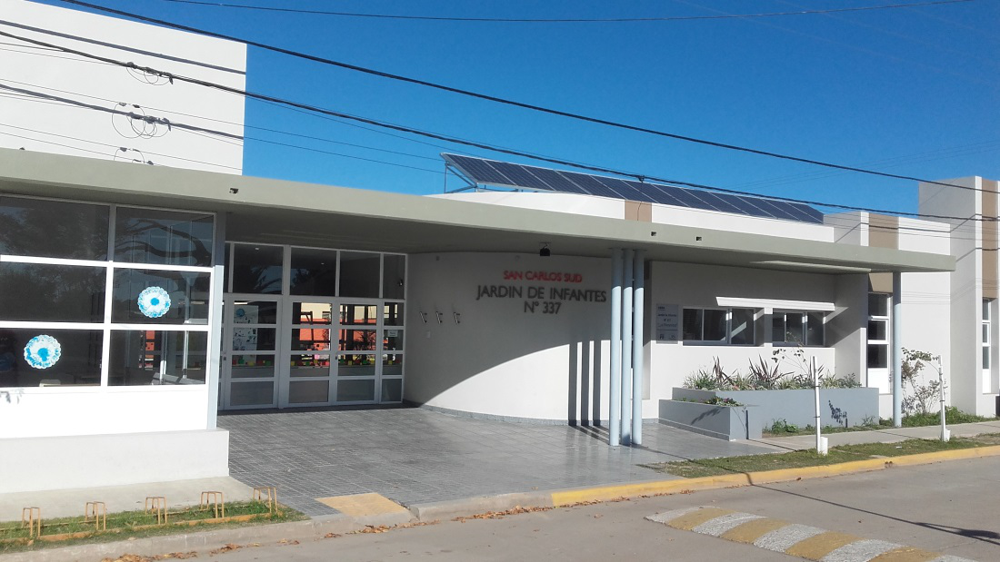 SAN CARLOS SUD
JARDIN DE INFANTES
N° 337